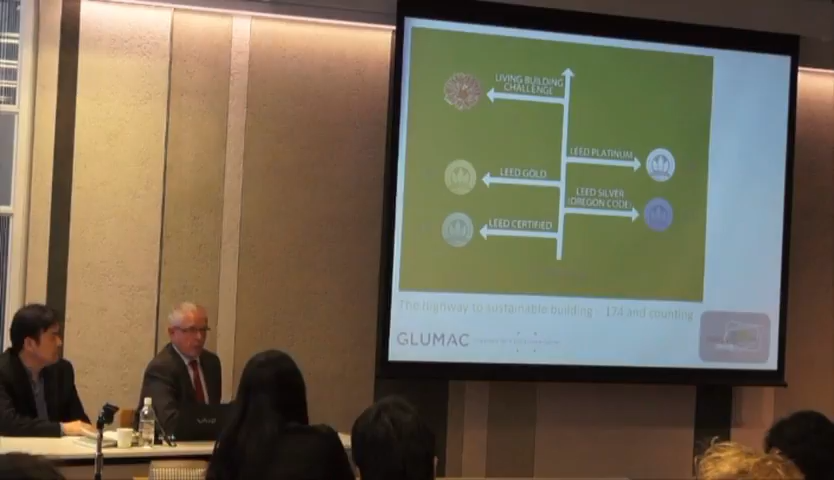 LIVING BUILDING
CHALLENGE
LEED PLATINUM
LEED GOLD
LEED SILVER
(OREGON CODE)
LEED CERTIFIED
The highway to sustainable building 174 and counting
GLUMAC
VAIO